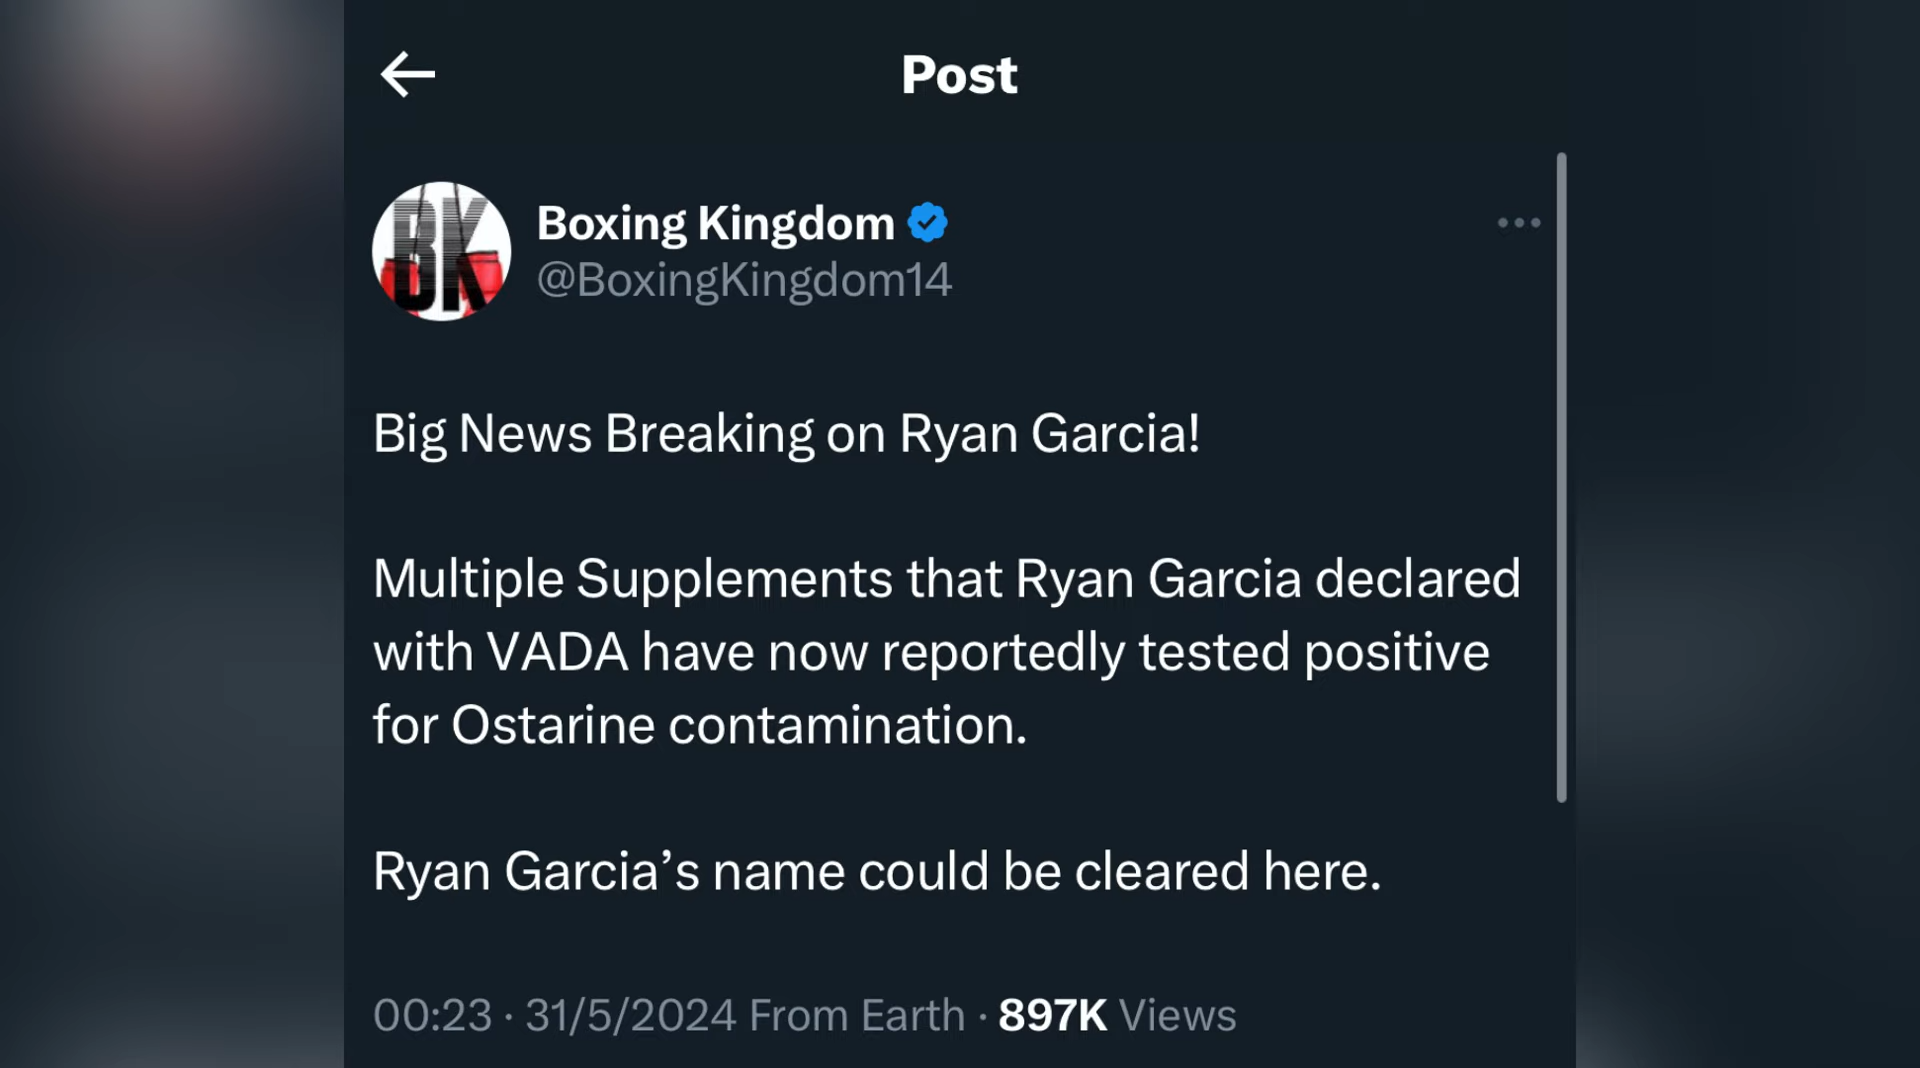 Post
BK
Boxing Kingdom
@BoxingKingdom14
Big News Breaking on Ryan Garcia!
Multiple Supplements that Ryan Garcia declared
with VADA have now reportedly tested positive
for Ostarine contamination.
Ryan Garcia’s name could be cleared here.
00:23 · 31/5/2024 From Earth · 897K Views